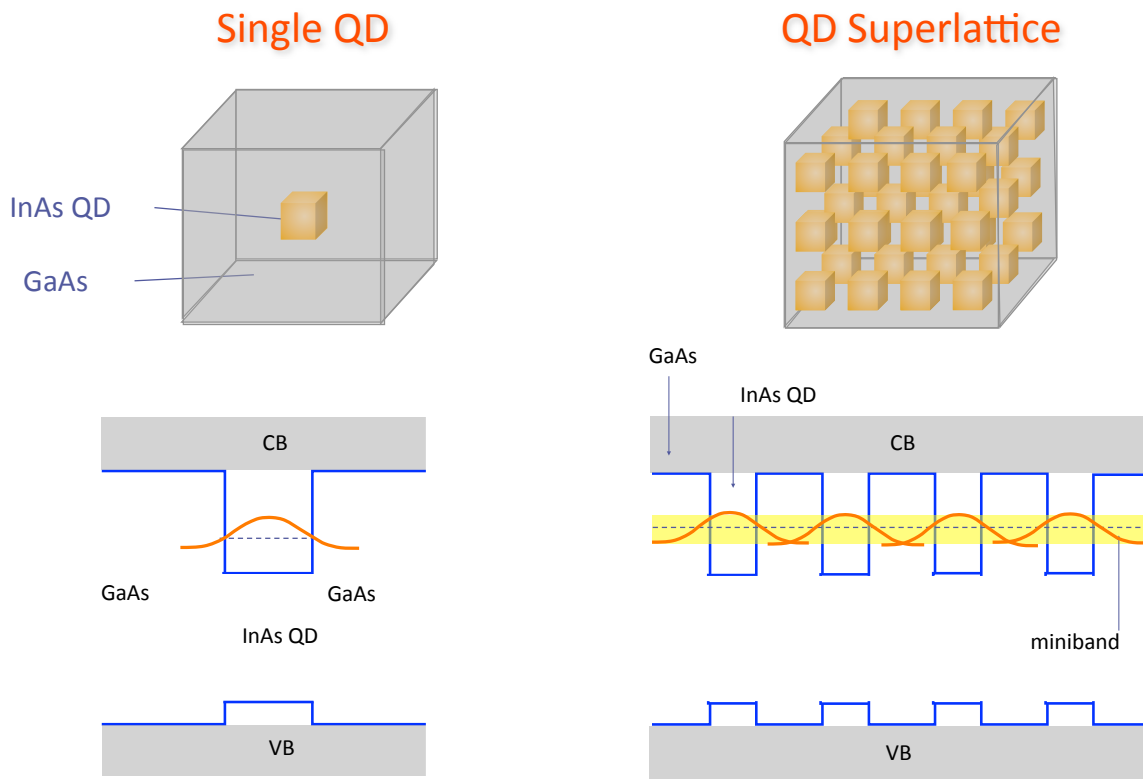 Single QD
QD Superlattice
InAs QD
GaAs
GaAs
InAs QD
CB
CB
GaAs
GaAs
InAs QD
miniband
VB
VB